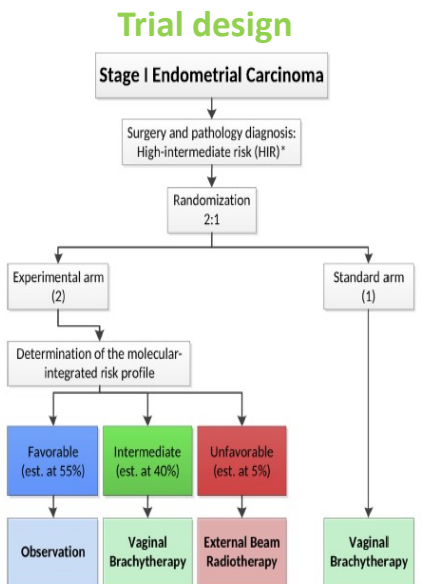 Trial design
Stage I Endometrial Carcinoma
Surgery and pathology diagnosis:
High-intermediate risk (HIR)*
Randomization
2:1
Experimental arm
(2)
Standard arm
(1)
Determination of the molecular-
integrated risk profile
Favorable
(est. at 55%)
Intermediate
(est. at 40%)
Unfavorable
(est. at 5%)
Observation
Vaginal
Brachytherapy
External Beam
Radiotherapy
Vaginal
Brachytherapy